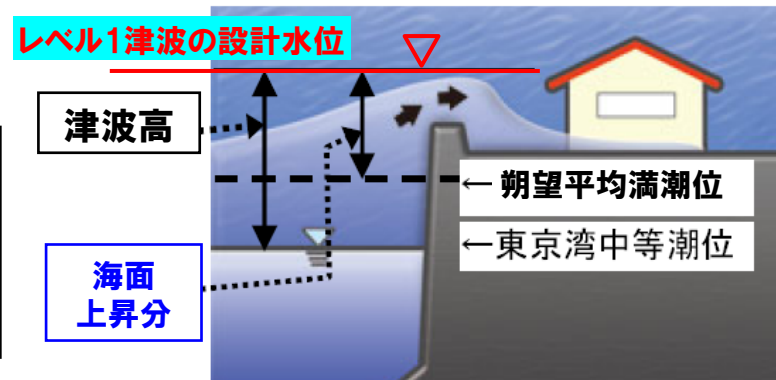 レベル1津波の設計水位
津波高
←朔望平均満潮位
←東京湾中等潮位
海面
上昇分